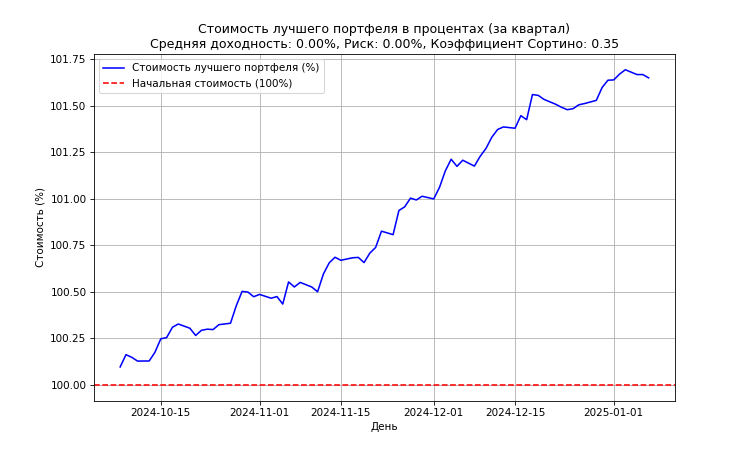 Стоимость лучшего портфеля в процентах (за квартал)
Средняя доходность: 0.00%, Риск: 0.00%, Коэффициент Сортино: 0.35
Стоимость лучшего портфеля (%)
Начальная стоимость (100%)
Стоимость (%)
101.75
101.50
101.25
101.00
100.75
100.50
100.25
100.00
2024-10-15
2024-11-01
2024-11-15
2024-12-01
2024-12-15
2025-01-01
День